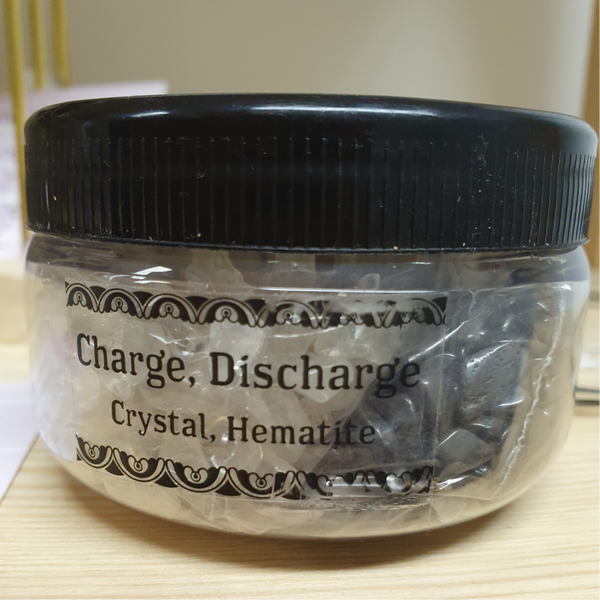 Charge, Discharge
Crystal, Hematite